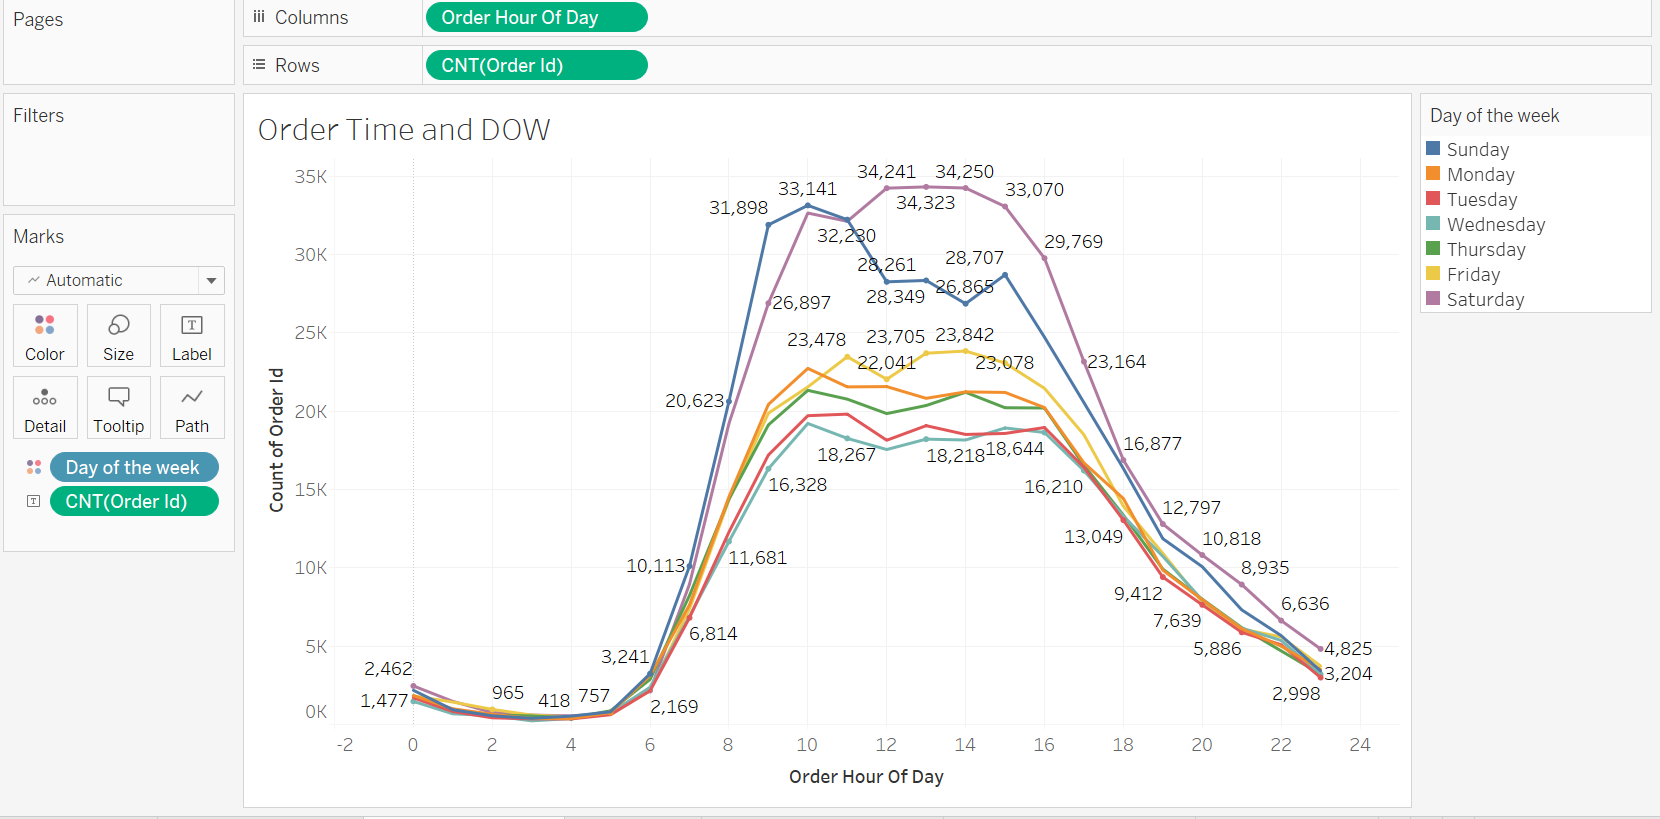 Pages
Columns
Order Hour Of Day
Rows
CNT(Order Id)
Filters
Marks
Automatic
Color
Size
Label
Detail
Tooltip
Path
Day of the week
CNT(Order Id)
Order Time and DOW
Count of Order Id
35K
30K
25K
20K
15K
10K
5K
0K
34,241
34,250
33,141
33,070
31,898
34,323
32,230
29,769
28,261
28,707
26,865
28,349
26,897
23,478
23,705
23,842
22,041
23,078
23,164
20,623
16,877
18,267
18,218
18,644
16,328
16,210
12,797
13,049
10,818
11,681
10,113
8,935
9,412
6,636
7,639
6,814
5,886
4,825
3,241
3,204
2,462
965
418
757
2,998
1,477
2,169
-2
0
2
4
6
8
10
12
14
16
18
20
22
24
Order Hour Of Day
Day of the week
Sunday
Monday
Tuesday
Wednesday
Thursday
Friday
Saturday